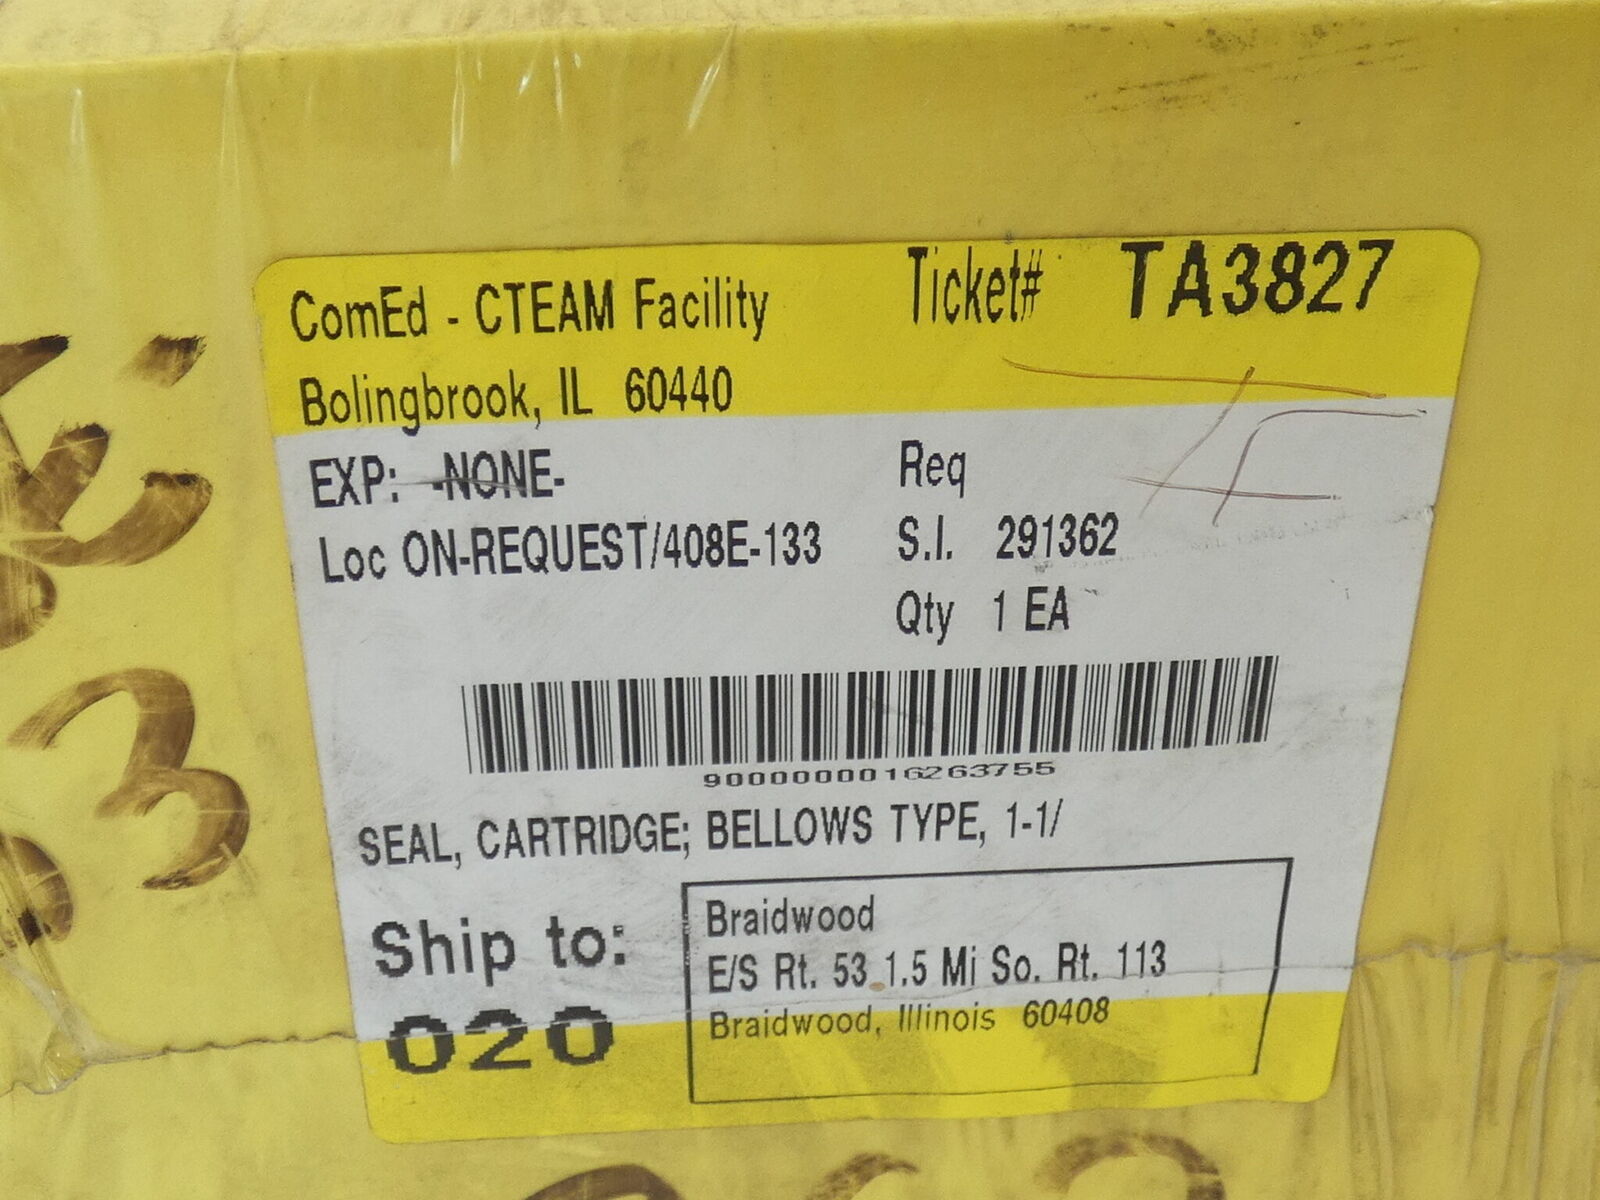 ComEd - CTEAM Facility
Ticket# TA3827
Bolingbrook, IL 60440
EXP: -NONE-
Req
Loc ON-REQUEST/408E-133
S.I. 291362
Qty 1 EA
9000000016263755
SEAL, CARTRIDGE; BELLOWS TYPE, 1-1/
Ship to:
020
Braidwood
E/S Rt. 53 1.5 Mi So. Rt. 113
Braidwood, Illinois 60408
3